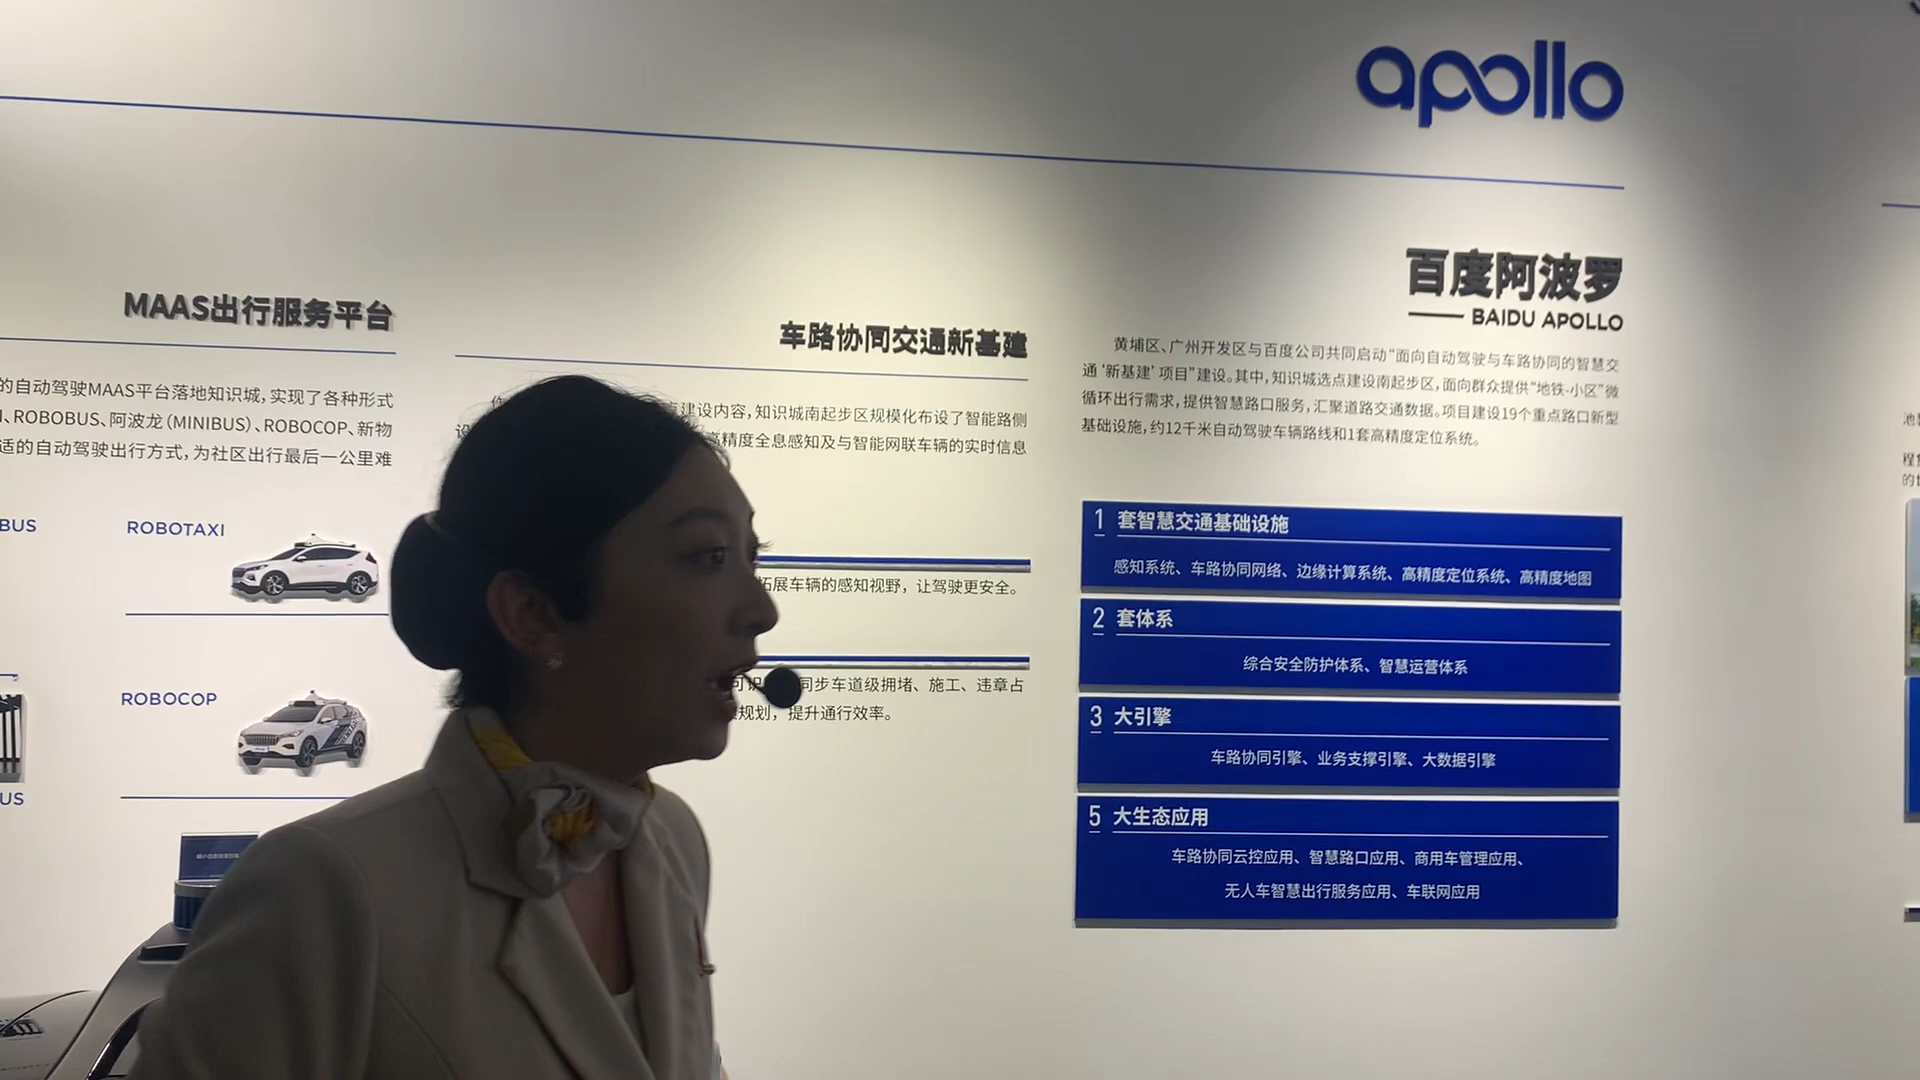 apollo
百度阿波罗
BAIDU APOLLO
黄埔区、广州开发区与百度公司共同启动“面向自动驾驶与车路协同的智慧交
通‘新基建’项目”建设。其中,知识城选点建设南起步区,面向群众提供“地铁-小区”微
循环出行需求,提供智慧路口服务,汇聚道路交通数据。项目建设19个重点路口新型
基础设施,约12千米自动驾驶车辆路线和1套高精度定位系统。
1 套智慧交通基础设施
感知系统、车路协同网络、边缘计算系统、高精度定位系统、高精度地图
2 套体系
综合安全防护体系、智慧运营体系
3 大引擎
车路协同引擎、业务支撑引擎、大数据引擎
5 大生态应用
车路协同云控应用、智慧路口应用、商用车管理应用、
无人车智慧出行服务应用、车联网应用
车路协同交通新基建
建设内容,知识城南起步区规模化布设了智能路侧
高精度全息感知及与智能网联车辆的实时信息
拓展车辆的感知视野，让驾驶更安全。
同步车道级拥堵、施工、违章占
规划，提升通行效率。
MAAS出行服务平台
的自动驾驶MAAS平台落地知识城,实现了各种形式
、ROBOBUS、阿波龙(MINIBUS)、ROBOCOP、新物
适的自动驾驶出行方式,为社区出行最后一公里难
BUS
ROBOTAXI
ROBOCOP
US